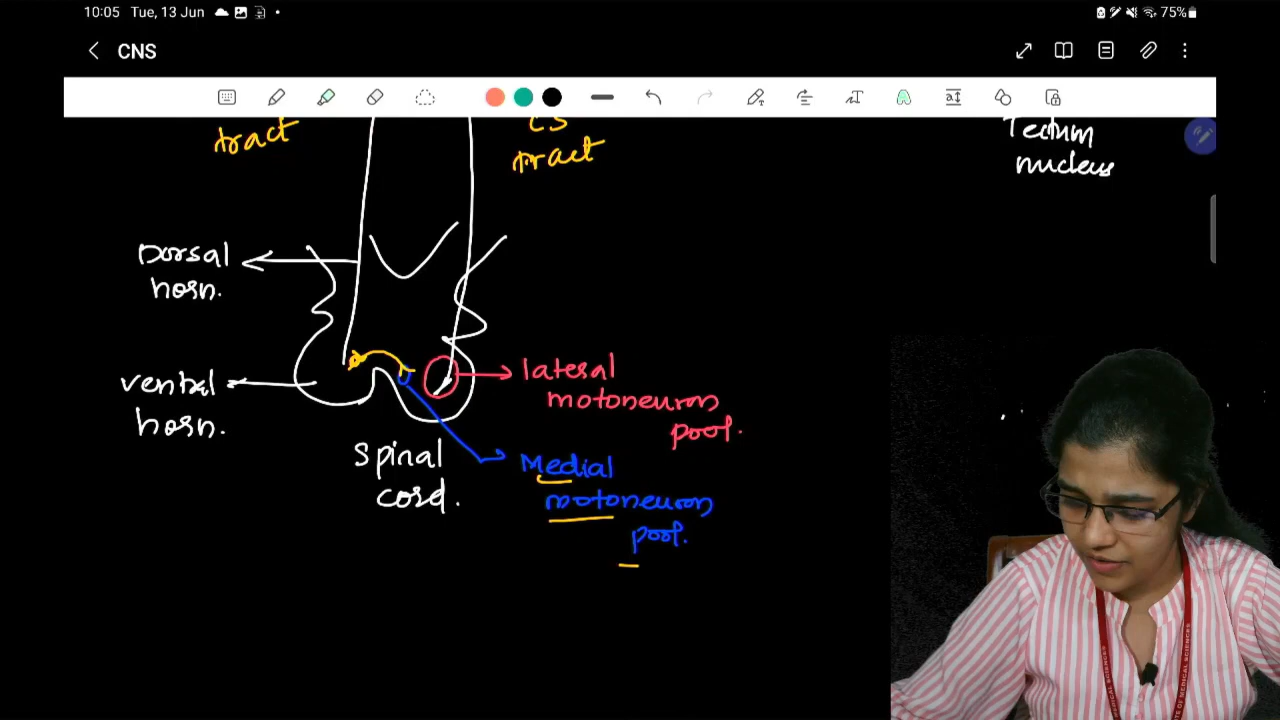 10:05 Tue, 13 Jun
75%
CNS
tract
CS
tract
Tectum
nucleus
Dorsal
horn.
ventral
horn.
lateral
motoneuron
pool.
Spinal
cord.
Medial
motoneuron
pool.